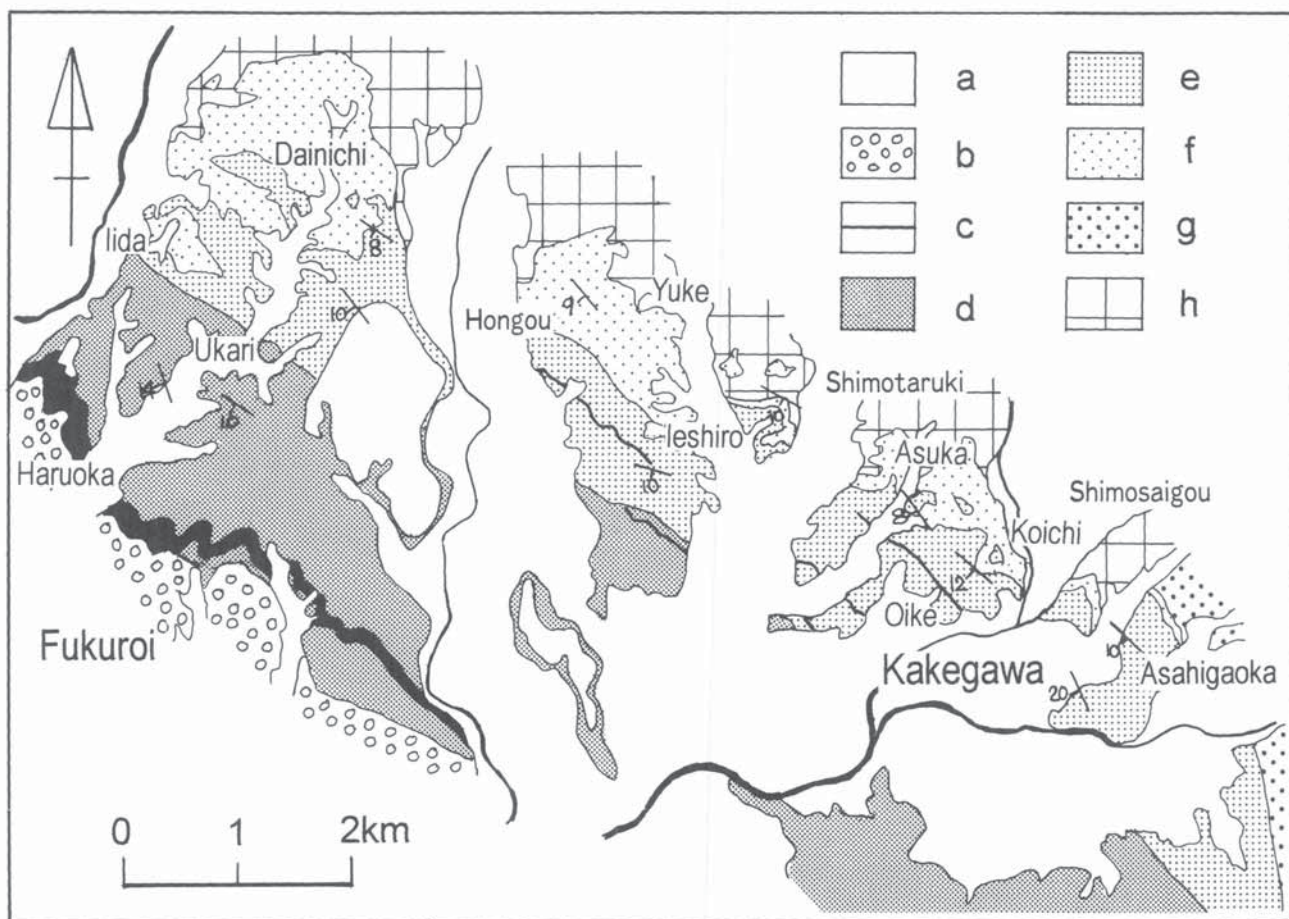 a e
b f
c g
d h
Dainichi
8
Iida
Yuke
10
Hongou
9
Ukari
Shimotaruki
14
16
Ieshiro
10
Asuka
10
8
Shimosaigou
Haruoka
Koichi
12
Oike
Fukuroi
10
Kakegawa
Asahigaoka
20
0 1 2km